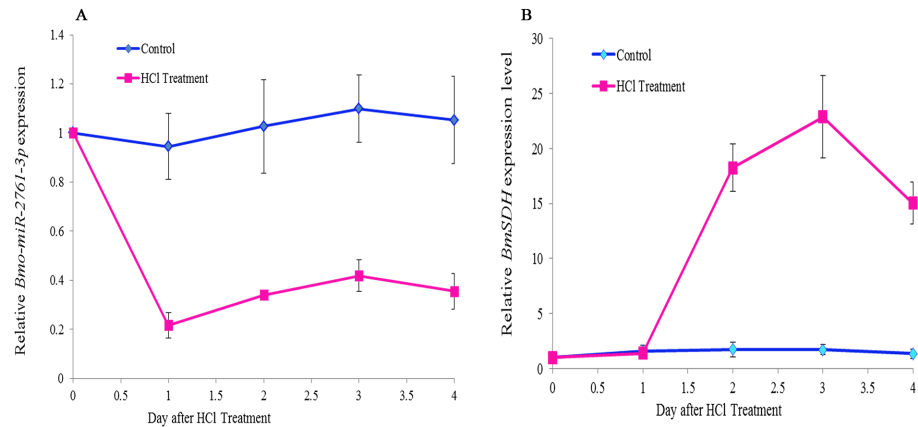 A
Relative Bmo-miR-2761-3p expression
1.4
1.2
1
0.8
0.6
0.4
0.2
0
Control
HCl Treatment
0 0.5 1 1.5 2 2.5 3 3.5 4
Day after HCl Treatment
B
Relative BmSDH expression level
30
25
20
15
10
5
0
Control
HCl Treatment
0 0.5 1 1.5 2 2.5 3 3.5 4
Day after HCl Treatment